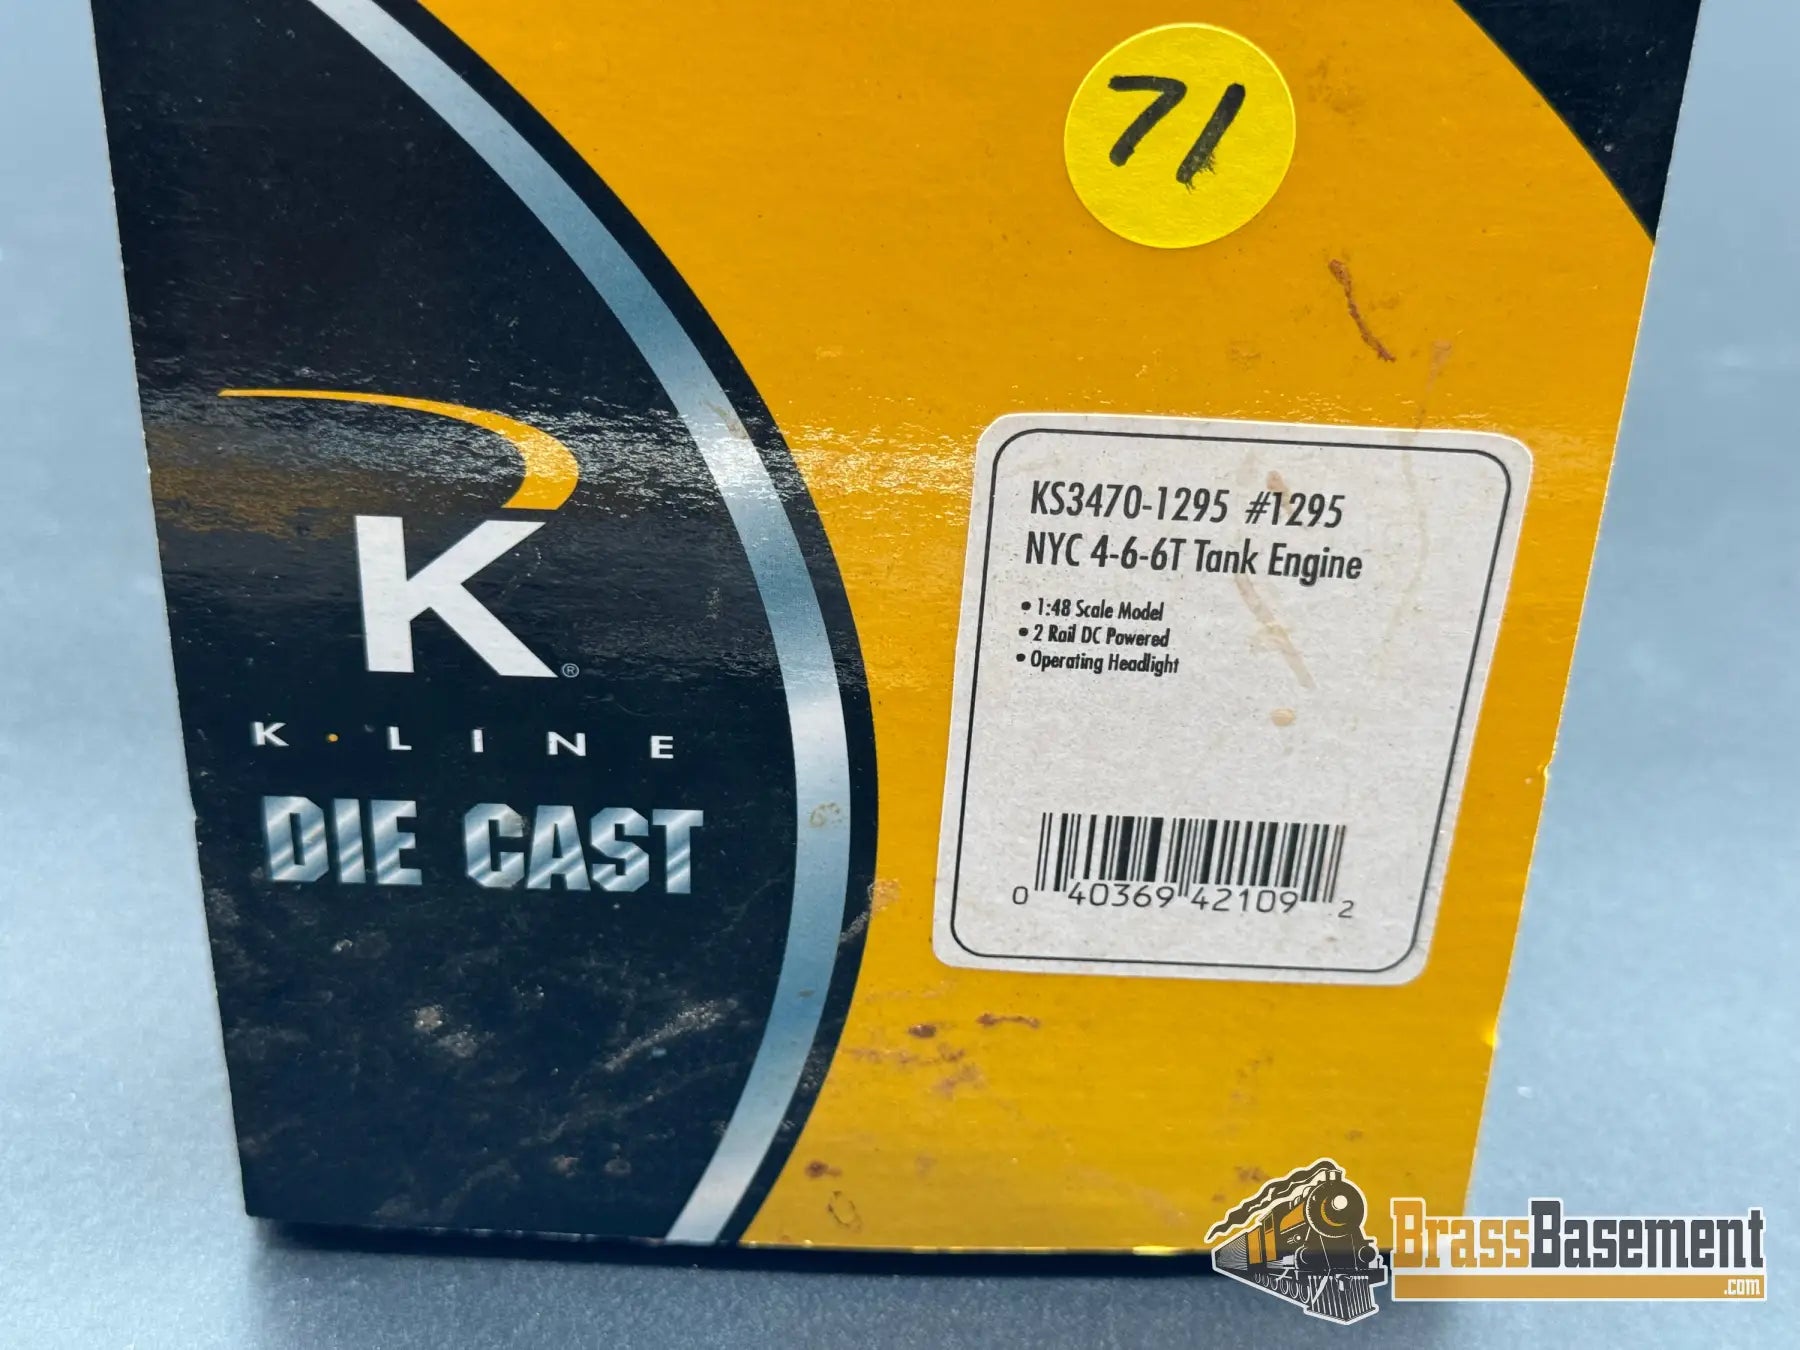 71
K®
K·LINE
DIE CAST
KS3470-1295 #1295
NYC 4-6-6T Tank Engine
• 1:48 Scale Model
• 2 Rail DC Powered
• Operating Headlight
0 40369 42109 2
BrassBasement
.com